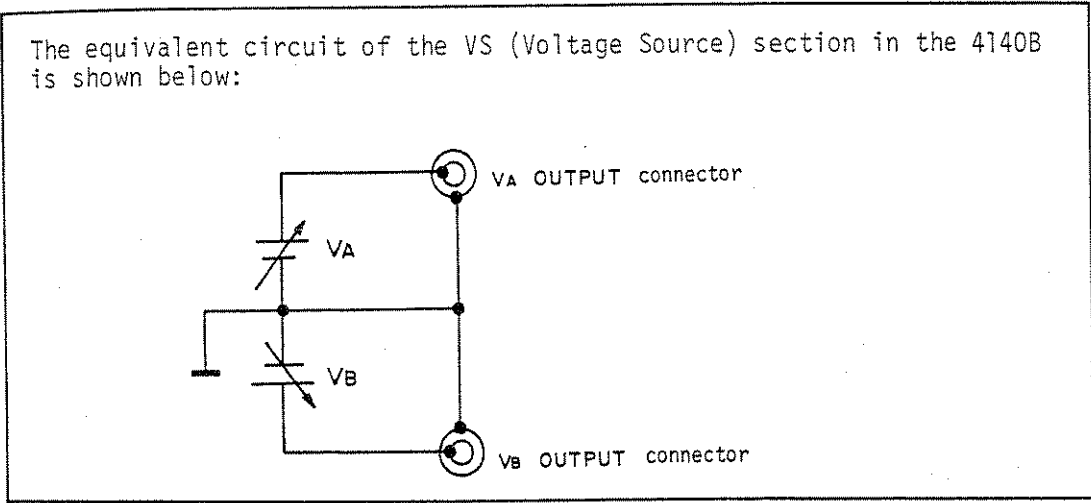 The equivalent circuit of the VS (Voltage Source) section in the 4140B
is shown below:
VA OUTPUT connector
VA
VB
VB OUTPUT connector